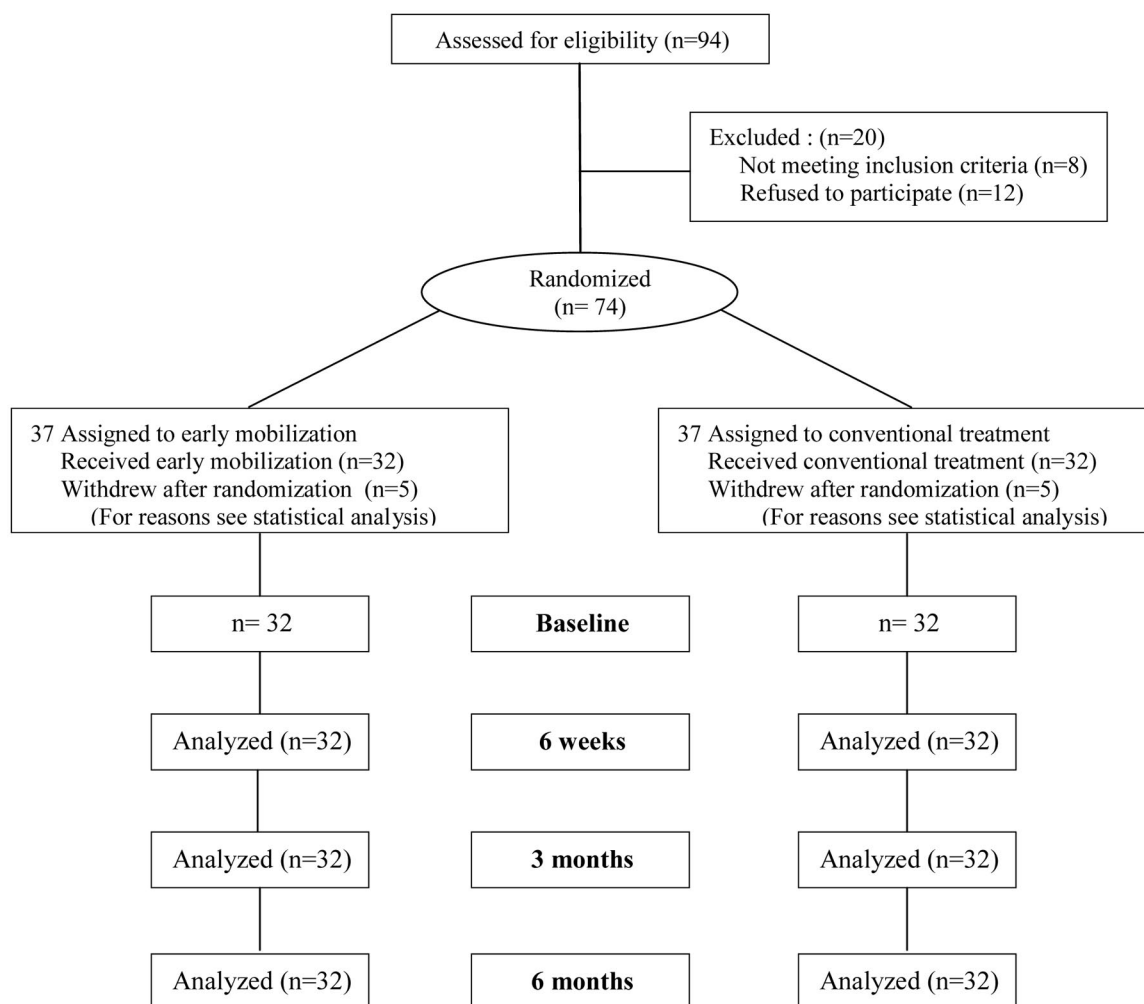 Assessed for eligibility (n=94)
Excluded : (n=20)
Not meeting inclusion criteria (n=8)
Refused to participate (n=12)
Randomized
(n= 74)
37 Assigned to early mobilization
Received early mobilization (n=32)
Withdrew after randomization (n=5)
(For reasons see statistical analysis)
37 Assigned to conventional treatment
Received conventional treatment (n=32)
Withdrew after randomization (n=5)
(For reasons see statistical analysis)
n= 32
Baseline
n= 32
Analyzed (n=32)
6 weeks
Analyzed (n=32)
Analyzed (n=32)
3 months
Analyzed (n=32)
Analyzed (n=32)
6 months
Analyzed (n=32)